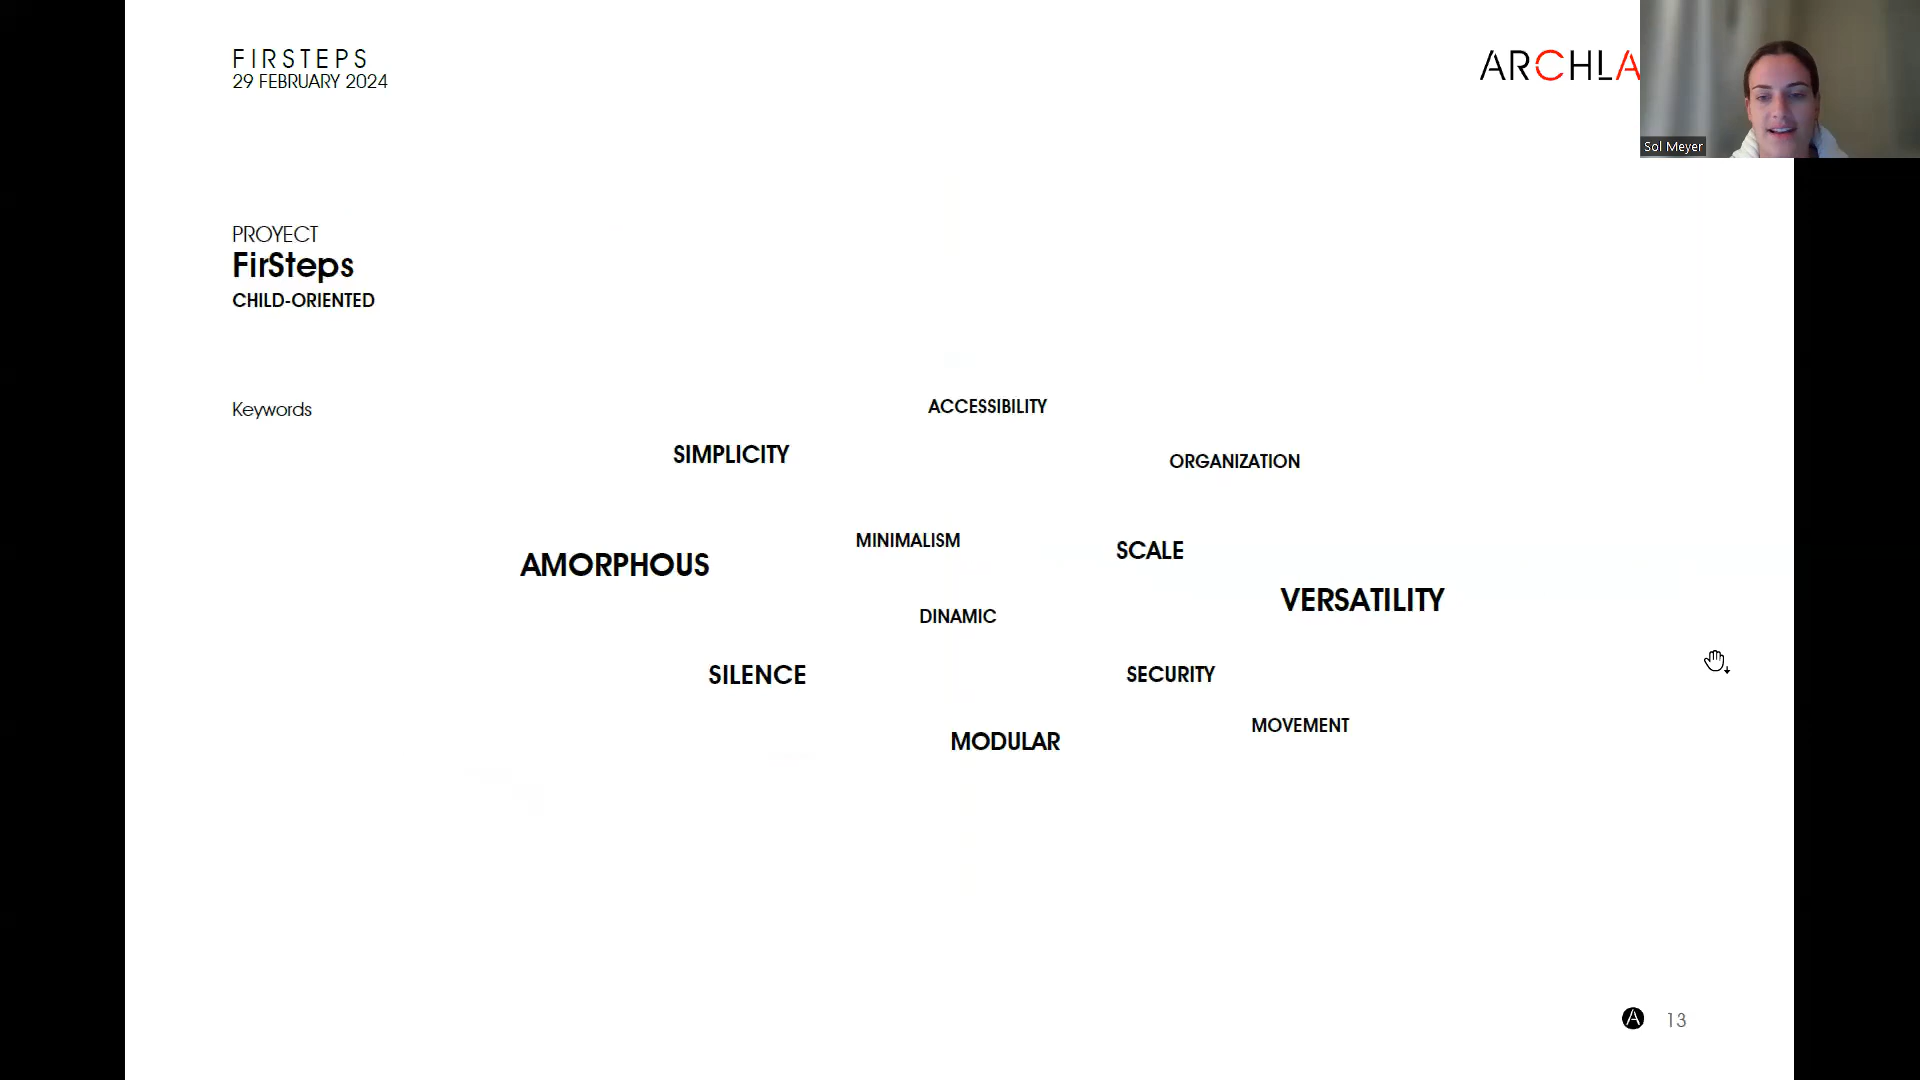 FIRSTEPS
29 FEBRUARY 2024
ARCHLA
Sol Meyer
PROYECT
FirSteps
CHILD-ORIENTED
Keywords
ACCESSIBILITY
SIMPLICITY
ORGANIZATION
MINIMALISM
SCALE
AMORPHOUS
VERSATILITY
DINAMIC
SILENCE
SECURITY
MOVEMENT
MODULAR
A 13